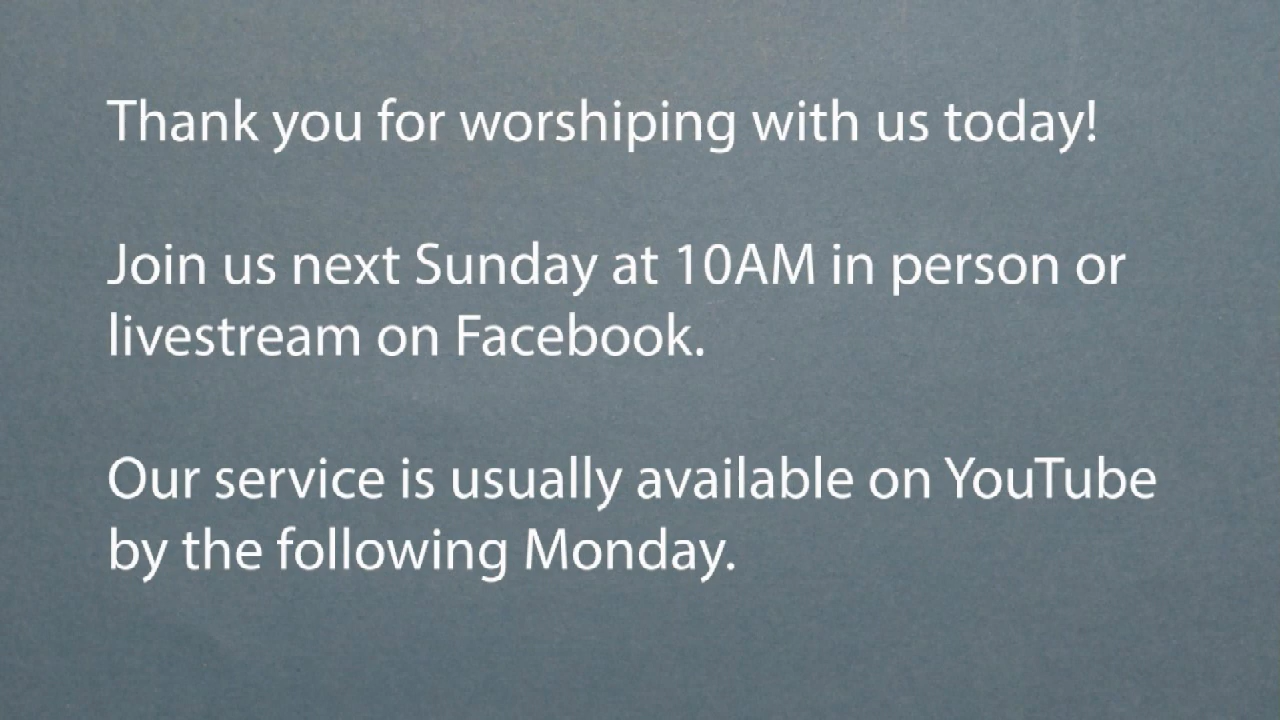 Thank you for worshiping with us today!
Join us next Sunday at 10AM in person or
livestream on Facebook.
Our service is usually available on YouTube
by the following Monday.